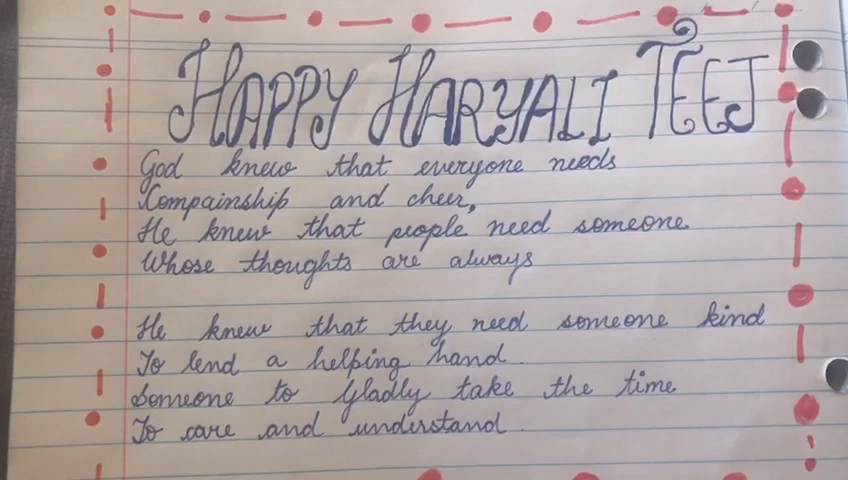 HAPPY HARYALI TEEJ
God knew that everyone needs
Compainship and cheer,
He knew that people need someone
Whose thoughts are always
He knew that they need someone kind
To lend a helping hand.
Someone to Gladly take the time
To care and understand.